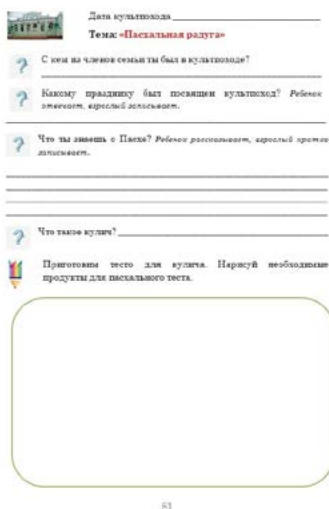 Дата культпохода
Тема: «Пасхальная радуга»
С кем из членов семьи ты был в культпоходе?
Какому празднику был посвящен культпоход? Ребенок
отвечает, взрослый записывает.
Что ты знаешь о Пасхе? Ребенок рассказывает, взрослый кратко
записывает.
Что такое кулич?
Приготовим тесто для кулича. Нарисуй необходимые
продукты для пасхального теста.